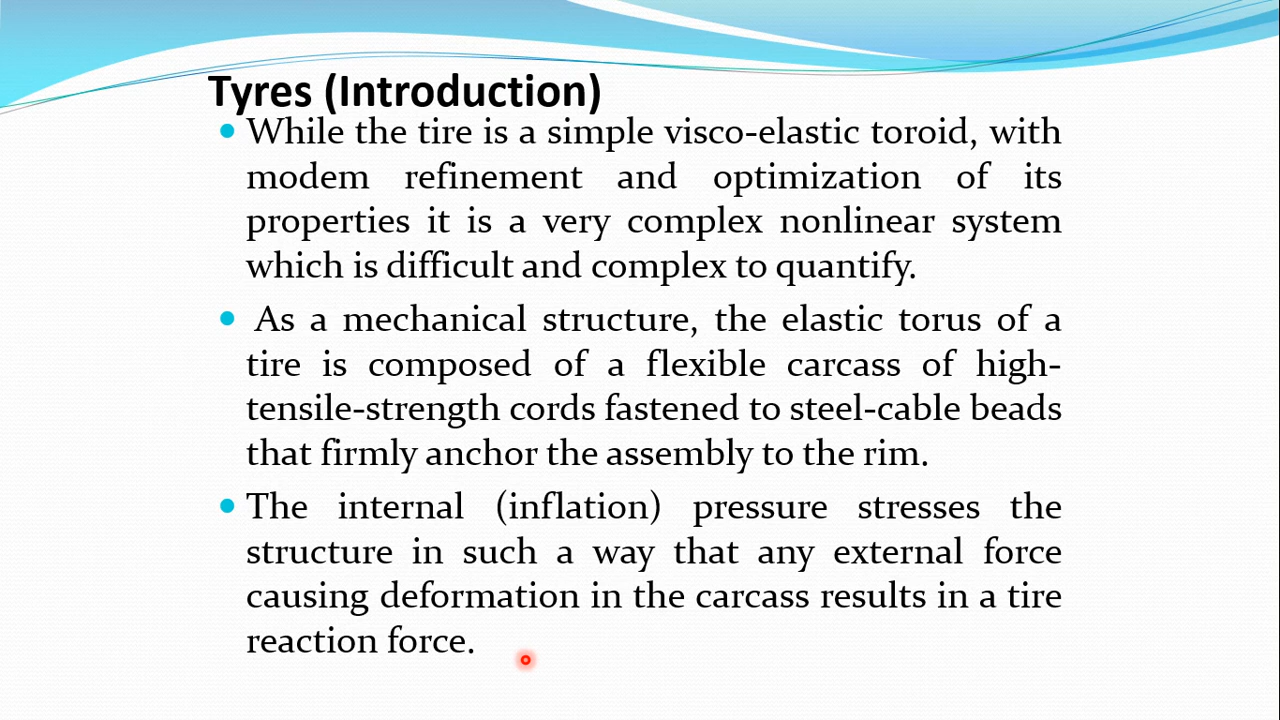 Tyres (Introduction)
While the tire is a simple visco-elastic toroid, with
modem refinement and optimization of its
properties it is a very complex nonlinear system
which is difficult and complex to quantify.
As a mechanical structure, the elastic torus of a
tire is composed of a flexible carcass of high-
tensile-strength cords fastened to steel-cable beads
that firmly anchor the assembly to the rim.
The internal (inflation) pressure stresses the
structure in such a way that any external force
causing deformation in the carcass results in a tire
reaction force.